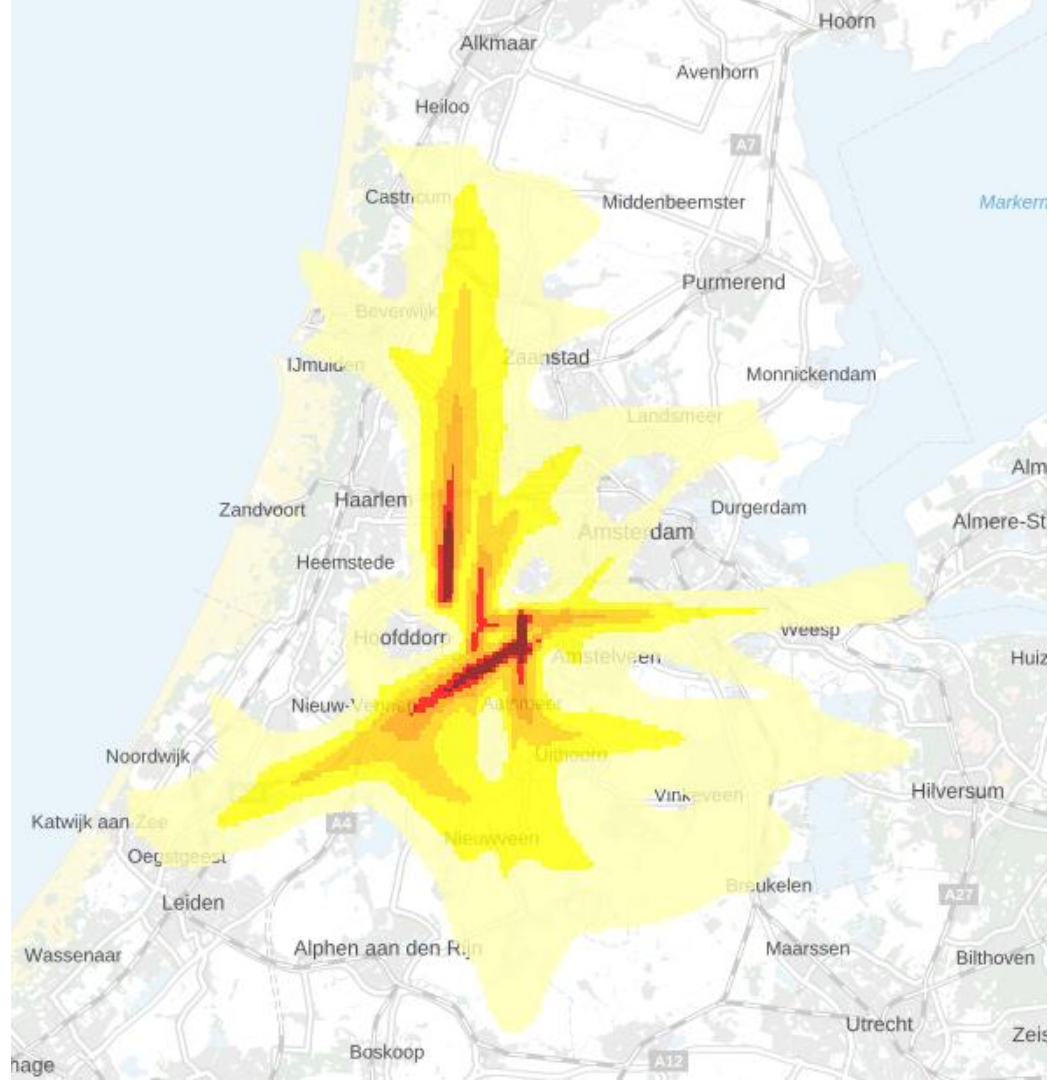 Hoorn
Alkmaar
Avenhorn
Heiloo
A7
Castricum
Middenbeemster
Markerm
Purmerend
Beverwijk
Zaanstad
IJmuiden
Monnickendam
Landsmeer
Alm
Haarlem
Zandvoort
Durgerdam
Almere-St
Amsterdam
Heemstede
Weesp
Hoofddorp
Amstelveen
Huiz
Nieuw-Vennep
Aalsmeer
Noordwijk
Uithoorn
Hilversum
Vinkeveen
Katwijk aan Zee
A4
Nieuwveen
Oegstgeest
Breukelen
A27
Leiden
Alphen aan den Rijn
Maarssen
Wassenaar
Bilthoven
Utrecht
Zeis
Boskoop
A12
hage